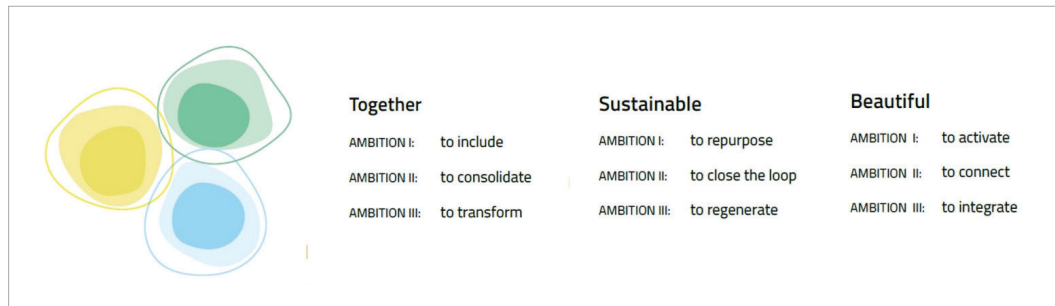 Together
AMBITION I: to include
AMBITION II: to consolidate
AMBITION III: to transform
Sustainable
AMBITION I: to repurpose
AMBITION II: to close the loop
AMBITION III: to regenerate
Beautiful
AMBITION I: to activate
AMBITION II: to connect
AMBITION III: to integrate